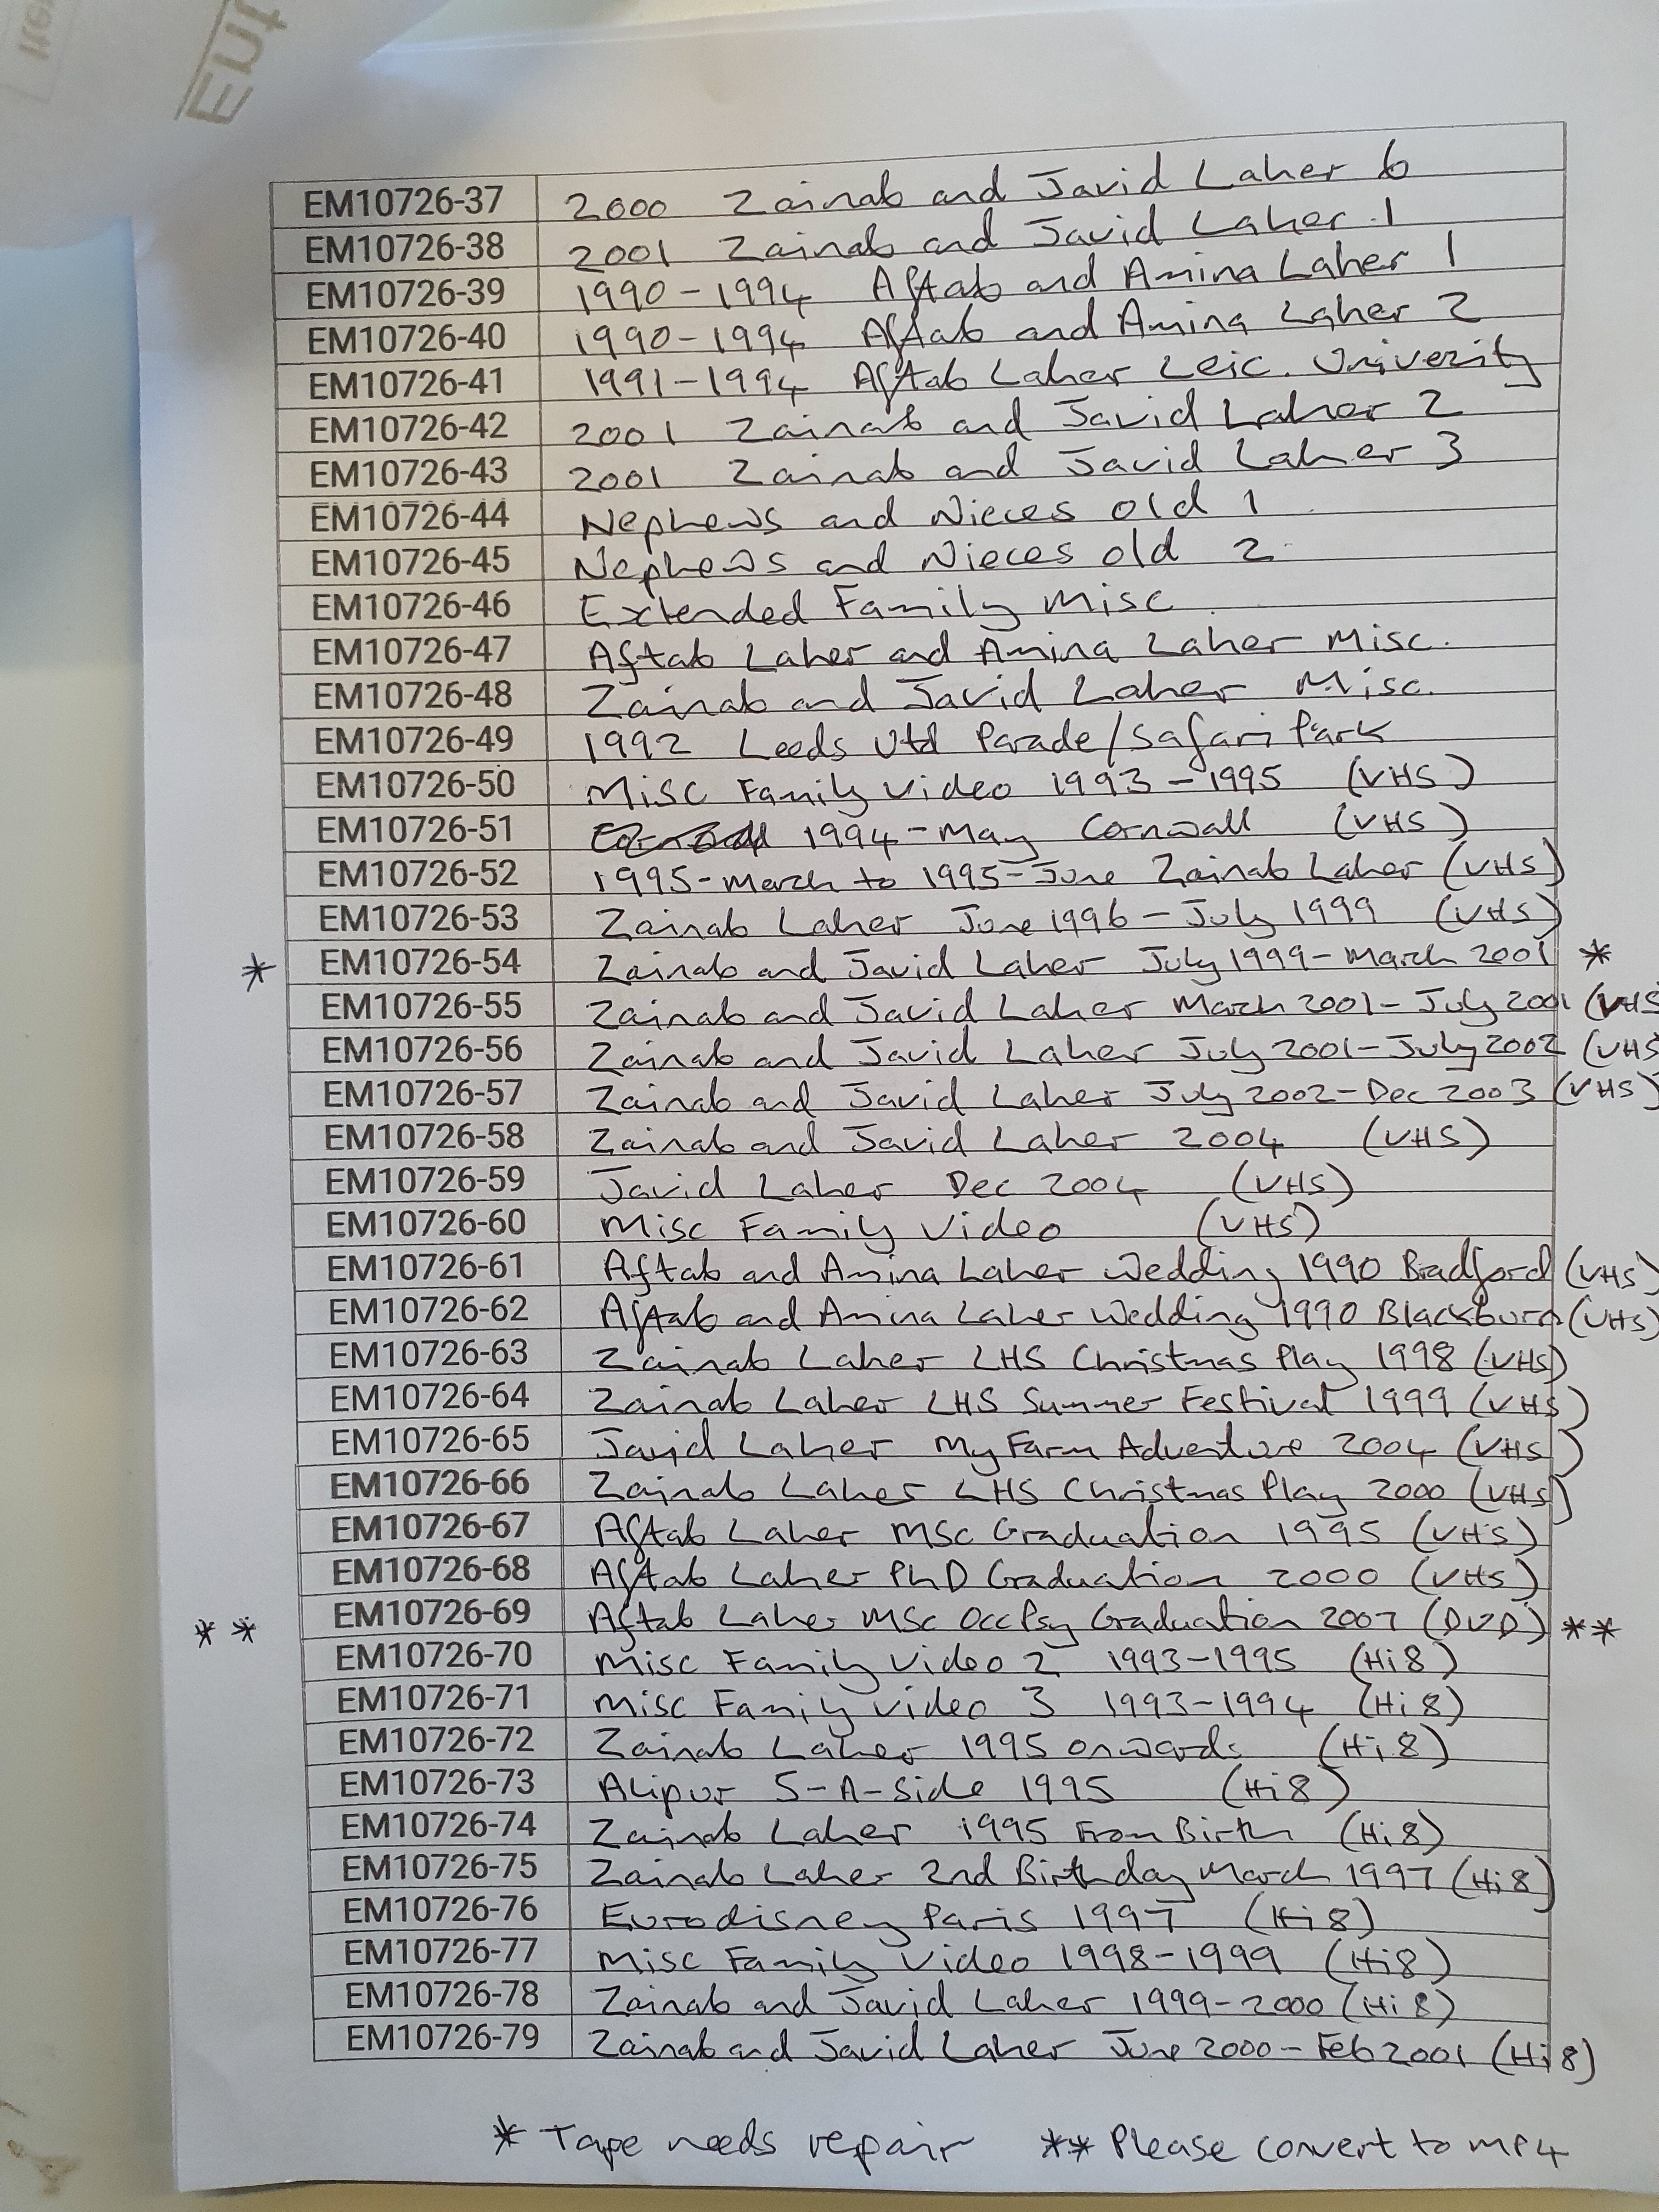 EM10726-37 2000 Zainab and Javid Laher 6
EM10726-38 2001 Zainab and Javid Laher 1
EM10726-39 1990-1994 Aftab and Amina Laher 1
EM10726-40 1990-1994 Aftab and Amina Laher 2
EM10726-41 1991-1994 Aftab Laher Leic. Univerity
EM10726-42 2001 Zainab and Javid Laher 2
EM10726-43 2001 Zainab and Javid Laher 3
EM10726-44 Nephews and Nieces old 1
EM10726-45 Nephews and Nieces old 2
EM10726-46 Extended Family Misc
EM10726-47 Aftab Laher and Amina Laher Misc.
EM10726-48 Zainab and Javid Laher Misc.
EM10726-49 1992 Leeds Utd Parade/Safari Park
EM10726-50 Misc Family Video 1993-1995 (VHS)
EM10726-51 1994-May Cornwall (VHS)
EM10726-52 1995-March to 1995-June Zainab Laher (VHS)
EM10726-53 Zainab Laher June 1996 - July 1999 (VHS)
* EM10726-54 Zainab and Javid Laher July 1999-March 2001 *
EM10726-55 Zainab and Javid Laher March 2001-July 2001 (VHS
EM10726-56 Zainab and Javid Laher July 2001-July 2002 (VHS
EM10726-57 Zainab and Javid Laher July 2002-Dec 2003 (VHS)
EM10726-58 Zainab and Javid Laher 2004 (VHS)
EM10726-59 Javid Laher Dec 2004 (VHS)
EM10726-60 Misc Family Video (VHS)
EM10726-61 Aftab and Amina Laher Wedding 1990 Bradford (VHS)
EM10726-62 Aftab and Amina Laher Wedding 1990 Blackburn (VHS)
EM10726-63 Zainab Laher LHS Christmas Play 1998 (VHS)
EM10726-64 Zainab Laher LHS Summer Festival 1999 (VHS)
EM10726-65 Javid Laher My Farm Adventure 2004 (VHS)
EM10726-66 Zainab Laher LHS Christmas Play 2000 (VHS)
EM10726-67 Aftab Laher MSc Graduation 1995 (VHS)
EM10726-68 Aftab Laher PhD Graduation 2000 (VHS)
** EM10726-69 Aftab Laher MSc Occ Psy Graduation 2007 (DVD) **
EM10726-70 Misc Family Video 2 1993-1995 (Hi8)
EM10726-71 Misc Family Video 3 1993-1994 (Hi8)
EM10726-72 Zainab Laher 1995 onwards (Hi8)
EM10726-73 Alipur 5-A-Side 1995 (Hi8)
EM10726-74 Zainab Laher 1995 From Birth (Hi8)
EM10726-75 Zainab Laher 2nd Birthday March 1997 (Hi8)
EM10726-76 Eurodisney Paris 1997 (Hi8)
EM10726-77 Misc Family Video 1998-1999 (Hi8)
EM10726-78 Zainab and Javid Laher 1999-2000 (Hi8)
EM10726-79 Zainab and Javid Laher June 2000 - Feb 2001 (Hi8)
* Tape needs repair ** Please convert to MP4